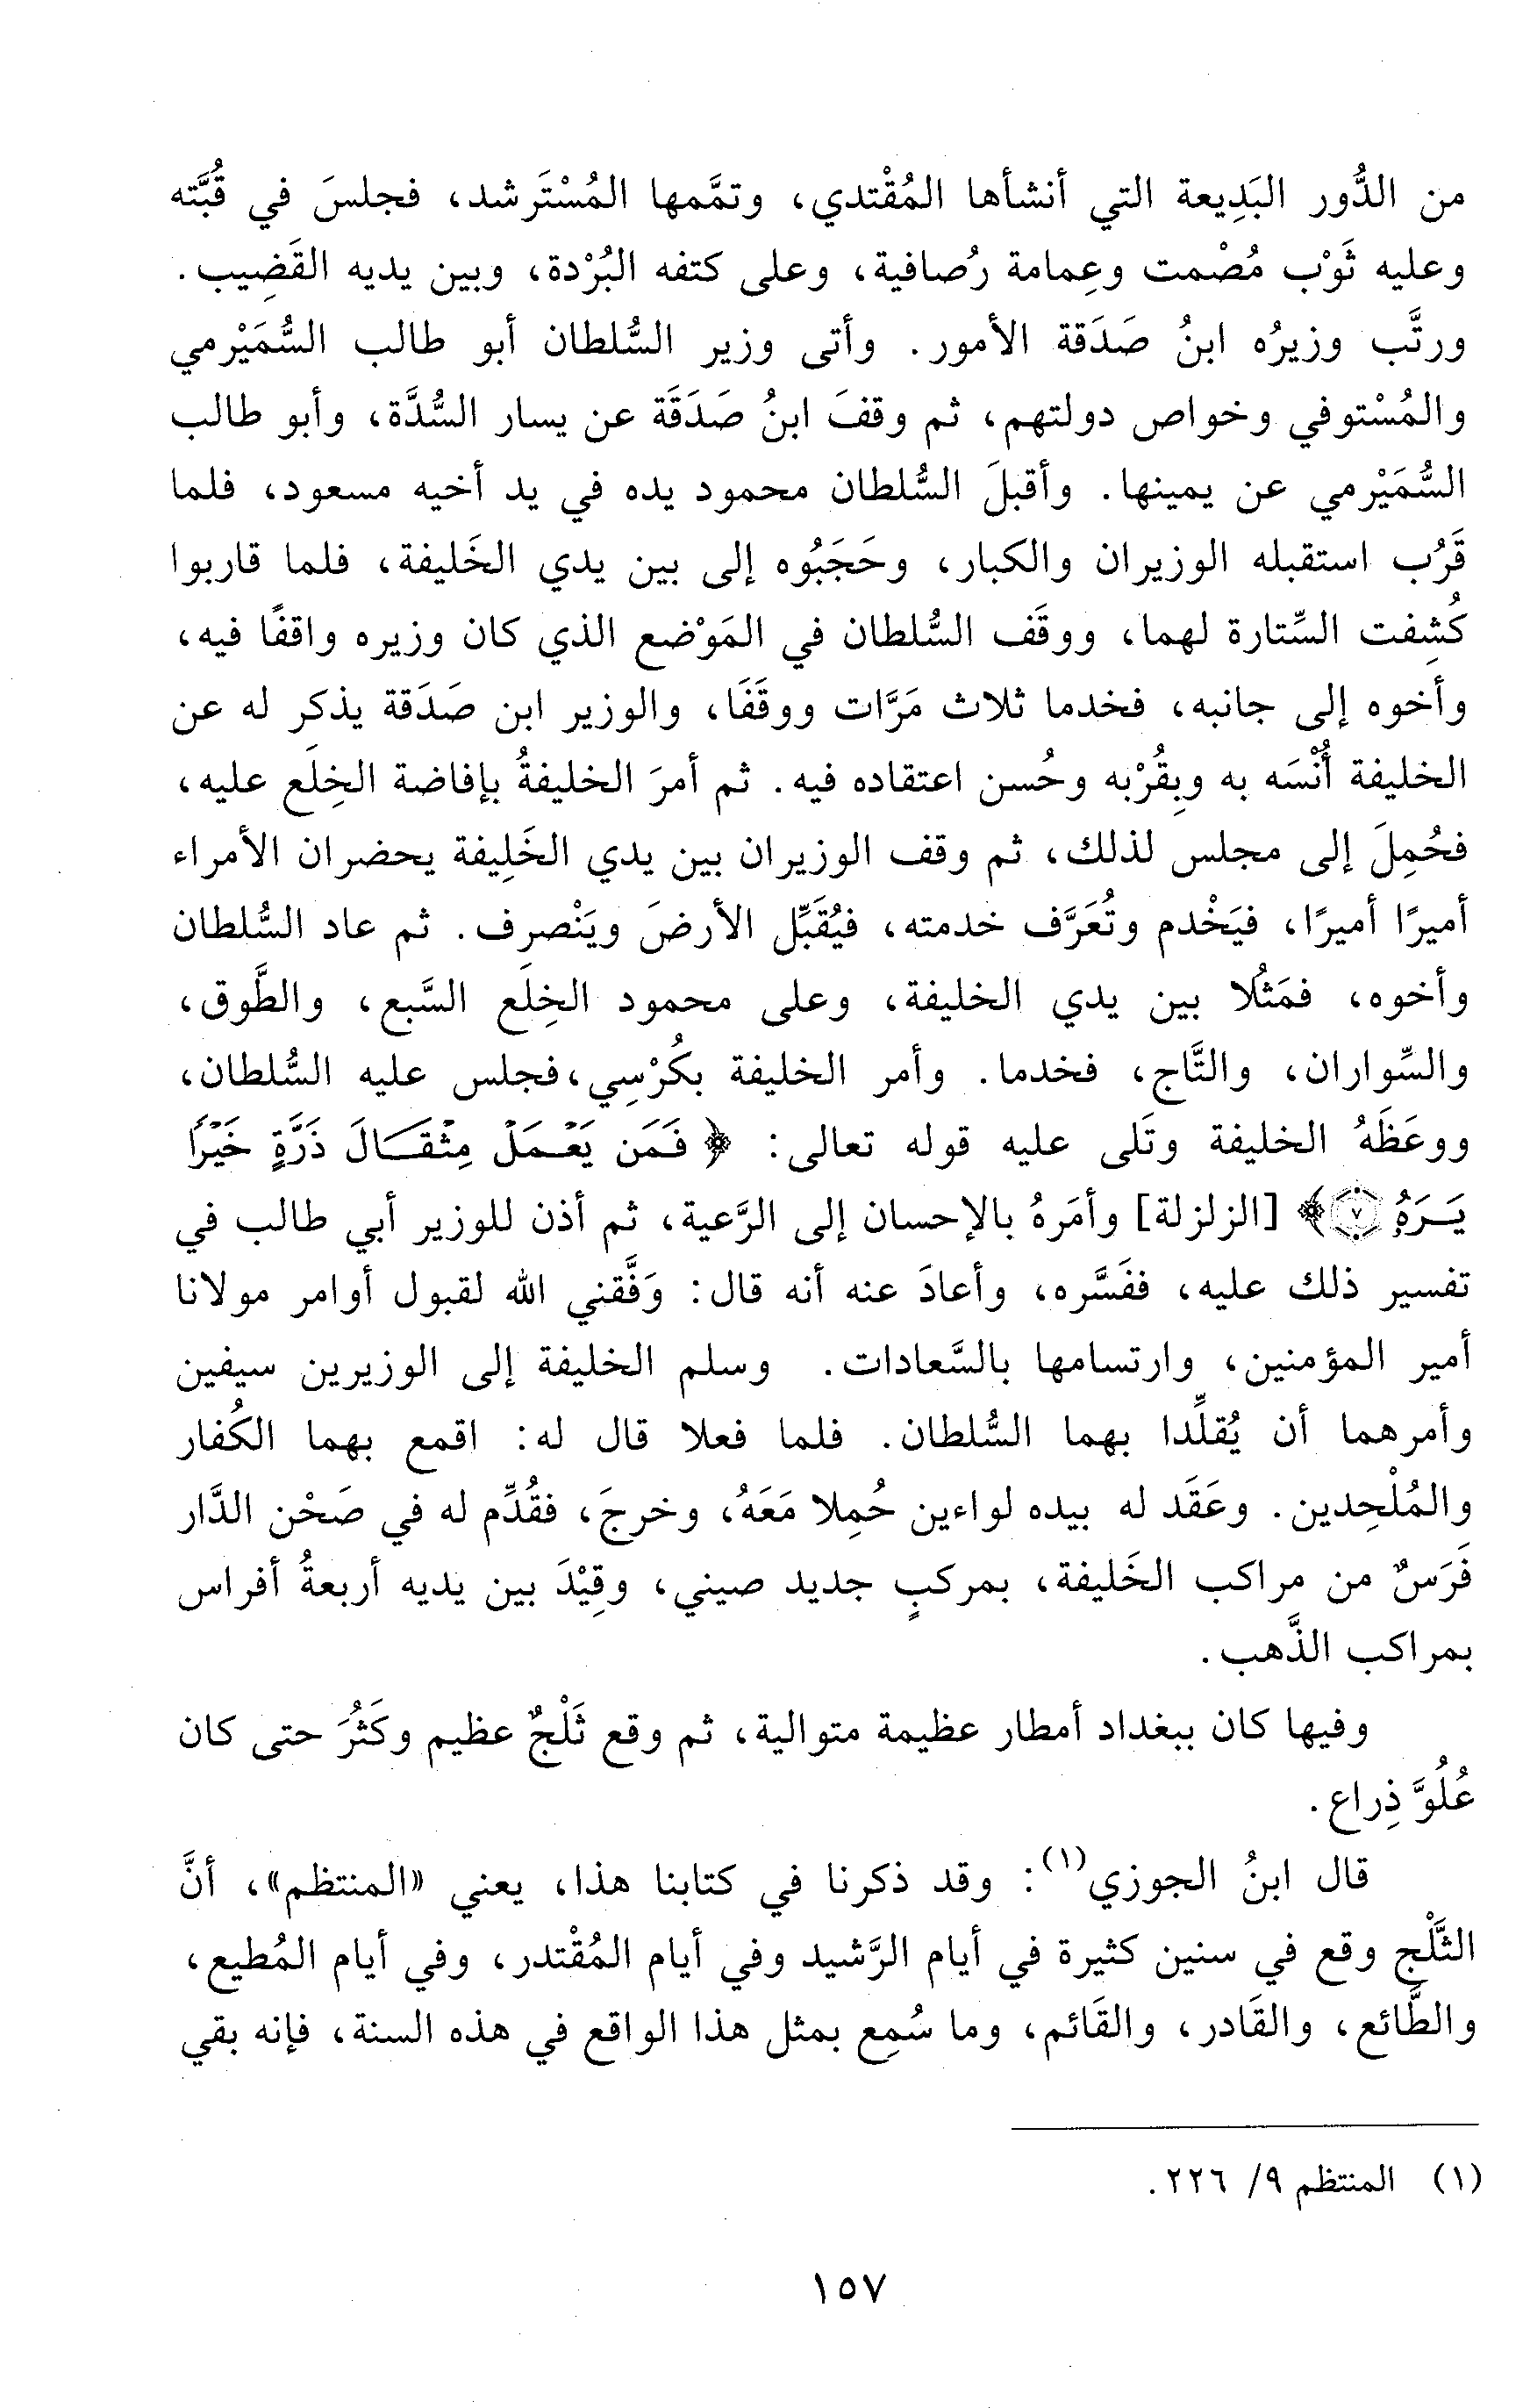 من الدُّور البَدِيعة التي أنشأها المُقْتدي، وتمَّمها المُسْتَرشد، فجلسَ في قُبَّته
وعليه ثَوْب مُصْمت وعِمامة رُصافية، وعلى كتفه البُرْدة، وبين يديه القَضِيب.
ورتَّب وزيرُه ابنُ صَدَقة الأمور. وأتى وزير السُّلطان أبو طالب السُّمَيْرمي
والمُسْتوفي وخواص دولتهم، ثم وقفَ ابنُ صَدَقَة عن يسار السُّدَّة، وأبو طالب
السُّمَيْرمي عن يمينها. وأقبلَ السُّلطان محمود يده في يد أخيه مسعود، فلما
قَرُب استقبله الوزيران والكبار، وحَجَبُوه إلى بين يدي الخَليفة، فلما قاربوا
كُشِفت السِّتارة لهما، ووقَف السُّلطان في المَوْضع الذي كان وزيره واقفًا فيه،
وأخوه إلى جانبه، فخدما ثلاث مَرَّات ووقَفَا، والوزير ابن صَدَقة يذكر له عن
الخليفة أُنْسَه به وبِقُرْبه وحُسن اعتقاده فيه. ثم أمرَ الخليفةُ بإفاضة الخِلَع عليه،
فحُمِلَ إلى مجلس لذلك، ثم وقف الوزيران بين يدي الخَلِيفة يحضران الأمراء
أميرًا أميرًا، فيَخْدم وتُعَرَّف خدمته، فيُقَبِّل الأرضَ ويَنْصرف. ثم عاد السُّلطان
وأخوه، فمَثُلا بين يدي الخليفة، وعلى محمود الخِلَع السَّبع، والطَّوق،
والسِّواران، والتَّاج، فخدما. وأمر الخليفة بكُرْسِي،فجلس عليه السُّلطان،
ووعَظَهُ الخليفة وتَلى عليه قوله تعالى: ﴿ فَمَن يَعْمَلْ مِثْقَالَ ذَرَّةٍ خَيْرًا
يَرَهُۥ ٧﴾ [الزلزلة] وأمَرهُ بالإحسان إلى الرَّعية، ثم أذن للوزير أبي طالب في
تفسير ذلك عليه، ففَسَّره، وأعادَ عنه أنه قال: وَفَّقني الله لقبول أوامر مولانا
أمير المؤمنين، وارتسامها بالسَّعادات. وسلم الخليفة إلى الوزيرين سيفين
وأمرهما أن يُقلِّدا بهما السُّلطان. فلما فعلا قال له: اقمع بهما الكُفار
والمُلْحِدين. وعَقَد له بيده لواءين حُمِلا مَعَهُ، وخرجَ، فقُدِّم له في صَحْن الدَّار
فَرَسٌ من مراكب الخَليفة، بمركبٍ جديد صيني، وقِيْدَ بين يديه أربعةُ أفراس
بمراكب الذَّهب.
وفيها كان ببغداد أمطار عظيمة متوالية، ثم وقع ثَلْجٌ عظيم وكَثُرَ حتى كان
عُلُوَّ ذِراع.
قال ابنُ الجوزي(١): وقد ذكرنا في كتابنا هذا، يعني «المنتظم»، أنَّ
الثَّلْج وقع في سنين كثيرة في أيام الرَّشيد وفي أيام المُقْتدر، وفي أيام المُطيع،
والطَّائع، والقَادر، والقَائم، وما سُمِع بمثل هذا الواقع في هذه السنة، فإنه بقي
(١) المنتظم ٩/ ٢٢٦.
١٥٧